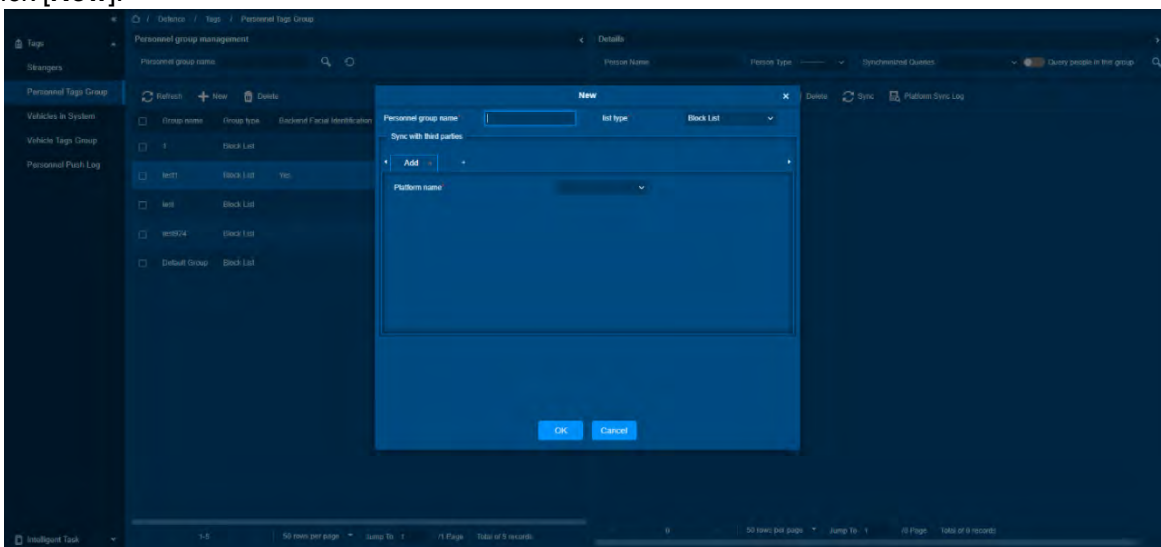 [New].
Defence / Tags / Personnel Tags Group
Tags
Strangers
Personnel Tags Group
Vehicles In System
Vehicle Tags Group
Personnel Push Log
Intelligent Task
Personnel group management
Personnel group name
Refresh New Delete
Group name Group type Backend Facial Identification
1 Block List
test1 Block List Yes
test Block List
test974 Block List
Default Group Block List
1-5 50 rows per page Jump To 1 /1 Page Total of 5 records
Details
Person Name Person Type Synchronized Queries Query people in this group
Delete Sync Platform Sync Log
0 50 rows per page Jump To 1 /0 Page Total of 0 records
New
Personnel group name list type Block List
Sync with third parties
Add
Platform name
OK Cancel